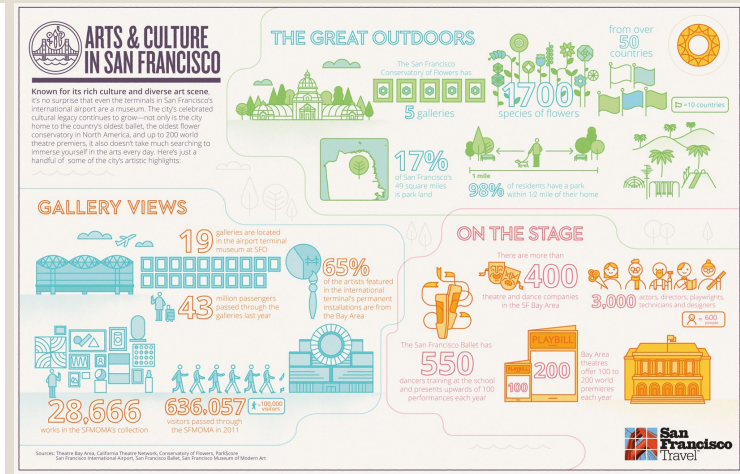 ARTS & CULTURE
IN SAN FRANCISCO
Known for its rich culture and diverse art scene,
it's no surprise that even the terminals in San Francisco's
international airport are a museum. The city's celebrated
cultural legacy continues to grow—not only is the city
home to the country's oldest ballet, the oldest flower
conservatory in North America, and up to 200 world
theatre premiers, it also doesn't take much searching to
immerse yourself in the arts every day. Here's just a
handful of some of the city's artistic highlights:
THE GREAT OUTDOORS
The San Francisco
Conservatory of Flowers has
5 galleries
1700
species of flowers
from over
50
countries
=10 countries
17%
of San Francisco's
49 square miles
is park land
1 mile
98% of residents have a park
within 1/2 mile of their home
GALLERY VIEWS
19 galleries are located
in the airport terminal
museum at SFO
43 million passengers
passed through the
galleries last year
65%
of the artists featured
in the international
terminal's permanent
installations are from
the Bay Area
28,666
works in the SFMOMA's collection
636,057
visitors passed through
the SFMOMA in 2011
=100,000
visitors
ON THE STAGE
There are more than
400
theatre and dance companies
in the SF Bay Area
3,000 actors, directors, playwrights,
technicians and designers
= 600
people
The San Francisco Ballet has
550
dancers training at the school
and presents upwards of 100
performances each year
PLAYBILL
100
PLAYBILL
200
Bay Area
theatres
offer 100 to
200 world
premieres
each year
Sources: Theatre Bay Area, California Theatre Network, Conservatory of Flowers, ParkScore
San Francisco International Airport, San Francisco Ballet, San Francisco Museum of Modern Art
San
Francisco
Travel